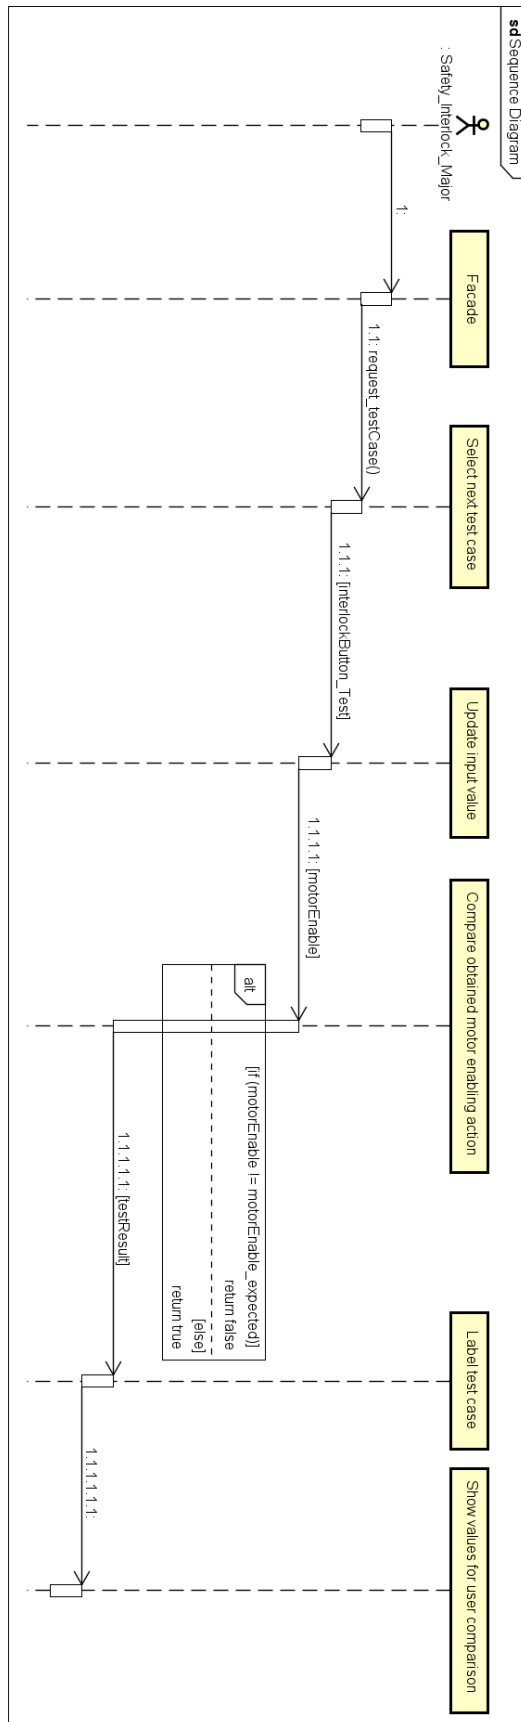 sd Sequence Diagram
: Safety_Interlock_Major
Facade
Select next test case
Update input value
Compare obtained motor enabling action
Label test case
Show values for user comparison
1:
1.1: request_testCase()
1.1.1: [interlockButton_Test]
1.1.1.1: [motorEnable]
alt
[if (motorEnable != motorEnable_expected)]
return false
[else]
return true
1.1.1.1.1: [testResult]
1.1.1.1.1.1: